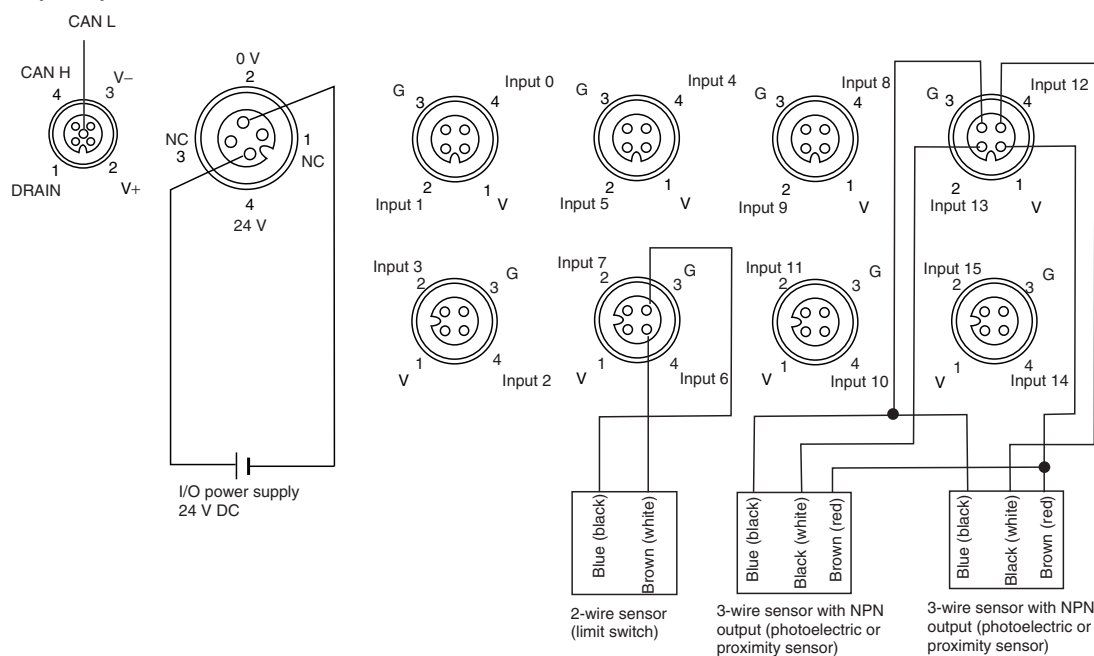 CAN L
CAN H
V–
4
3
1
2
DRAIN
V+
0 V
2
NC
3
1
NC
4
24 V
I/O power supply
24 V DC
G
3
4
Input 0
2
1
Input 1
V
G
3
4
Input 4
2
1
Input 5
V
G
3
4
Input 8
2
1
Input 9
V
G
3
4
Input 12
2
1
Input 13
V
Input 3
2
3
G
1
4
V
Input 2
Input 7
2
3
G
1
4
V
Input 6
Input 11
2
3
G
1
4
V
Input 10
Input 15
2
3
G
1
4
V
Input 14
Blue (black)
Brown (white)
2-wire sensor
(limit switch)
Blue (black)
Black (white)
Brown (red)
3-wire sensor with NPN
output (photoelectric or
proximity sensor)
Blue (black)
Black (white)
Brown (red)
3-wire sensor with NPN
output (photoelectric or
proximity sensor)